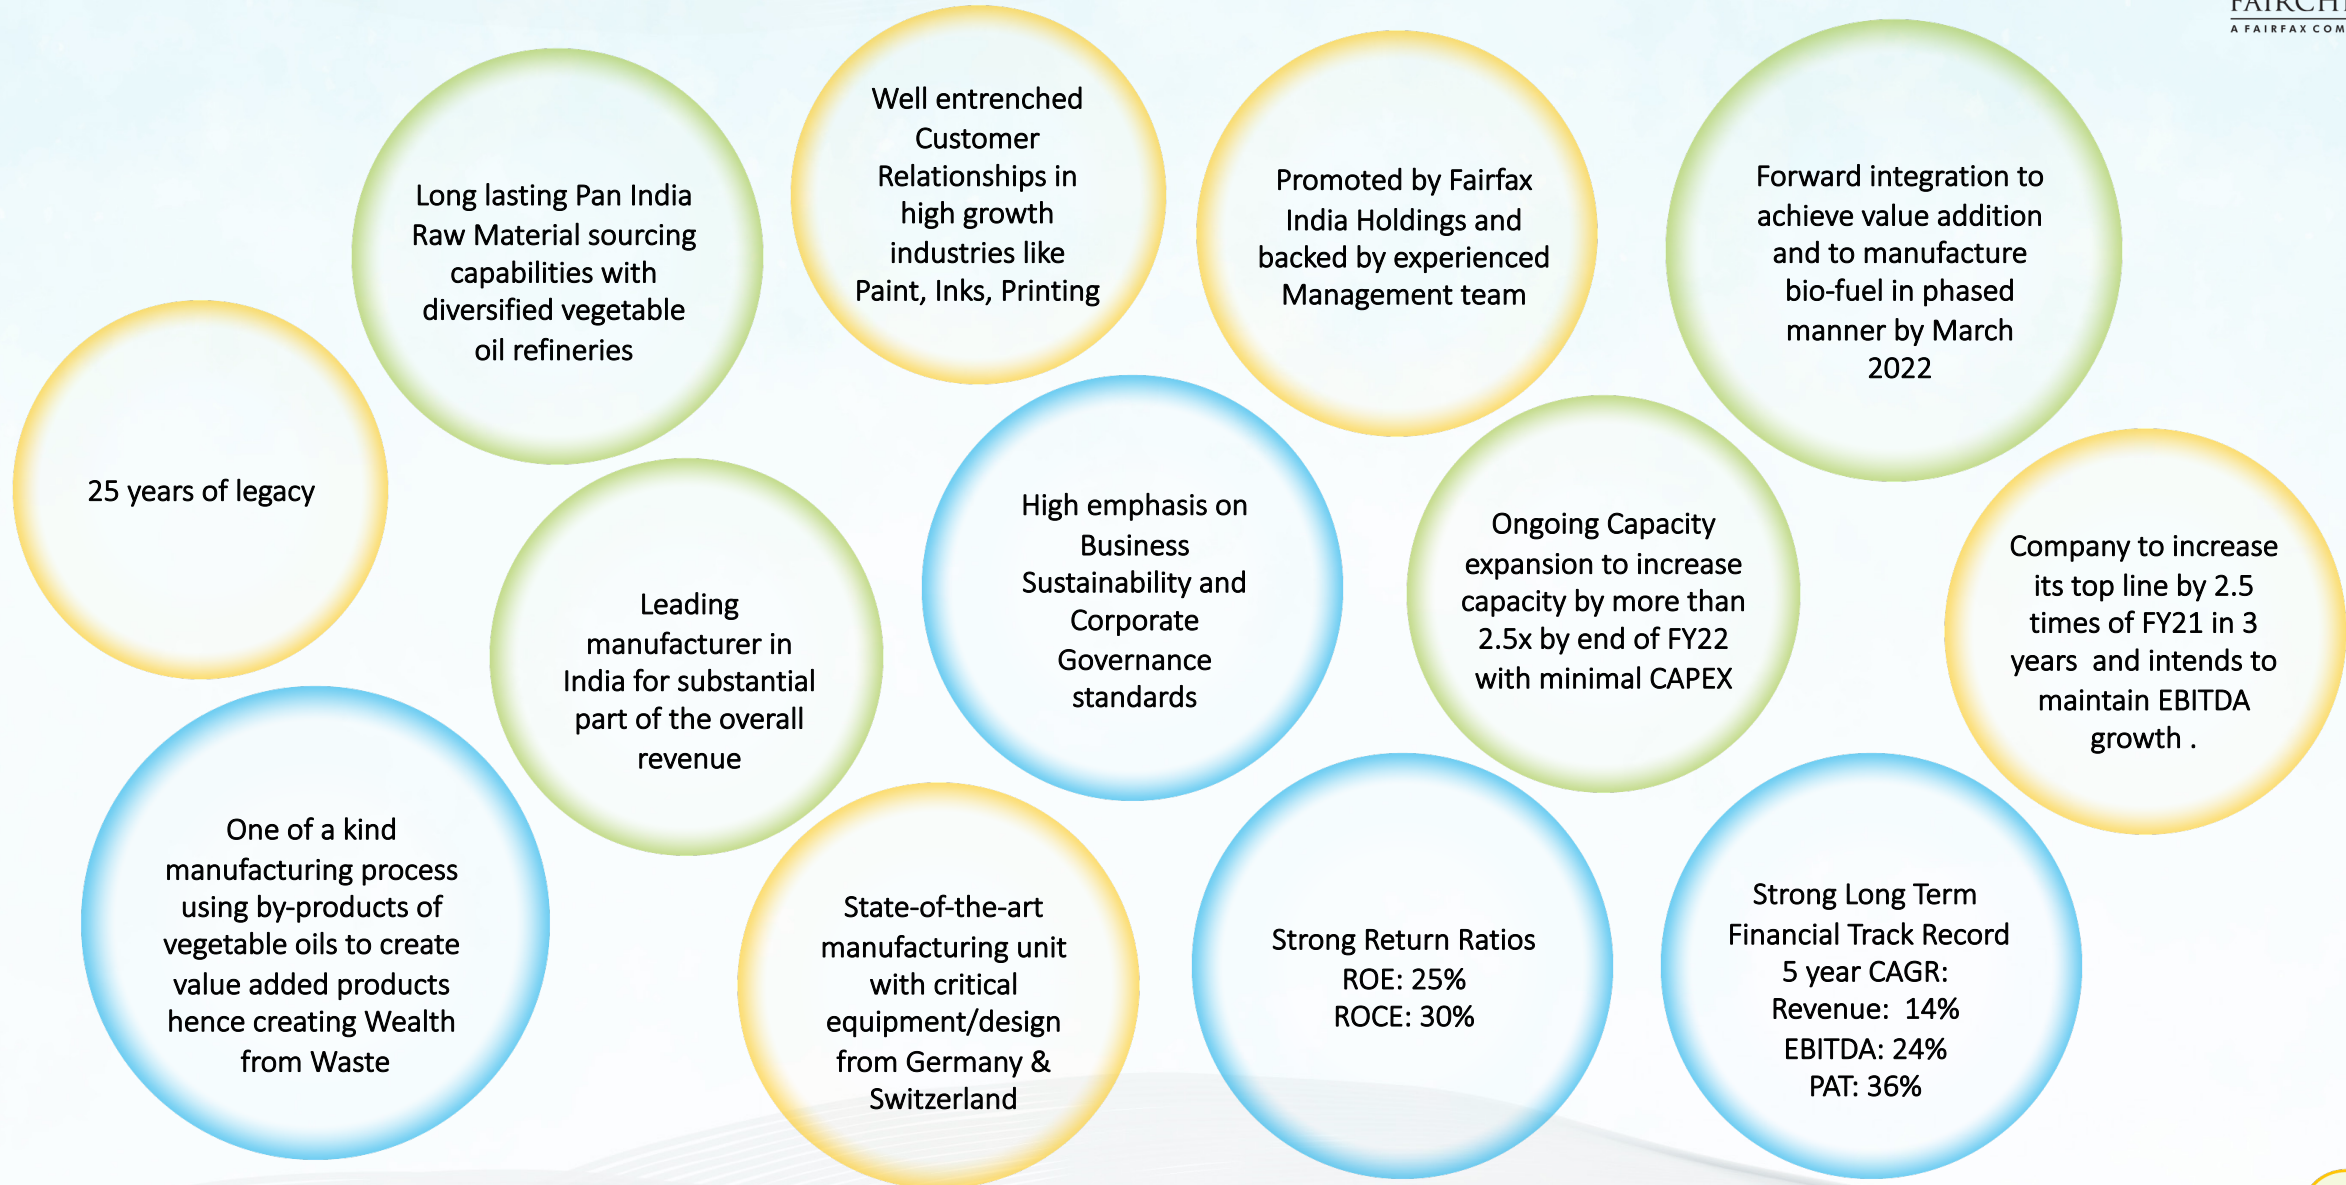 FAIRCH
A FAIRFAX COM
Long lasting Pan India
Raw Material sourcing
capabilities with
diversified vegetable
oil refineries
Well entrenched
Customer
Relationships in
high growth
industries like
Paint, Inks, Printing
Promoted by Fairfax
India Holdings and
backed by experienced
Management team
Forward integration to
achieve value addition
and to manufacture
bio-fuel in phased
manner by March
2022
25 years of legacy
Leading
manufacturer in
India for substantial
part of the overall
revenue
High emphasis on
Business
Sustainability and
Corporate
Governance
standards
Ongoing Capacity
expansion to increase
capacity by more than
2.5x by end of FY22
with minimal CAPEX
Company to increase
its top line by 2.5
times of FY21 in 3
years  and intends to
maintain EBITDA
growth .
One of a kind
manufacturing process
using by-products of
vegetable oils to create
value added products
hence creating Wealth
from Waste
State-of-the-art
manufacturing unit
with critical
equipment/design
from Germany &
Switzerland
Strong Return Ratios
ROE: 25%
ROCE: 30%
Strong Long Term
Financial Track Record
5 year CAGR:
Revenue:  14%
EBITDA: 24%
PAT: 36%